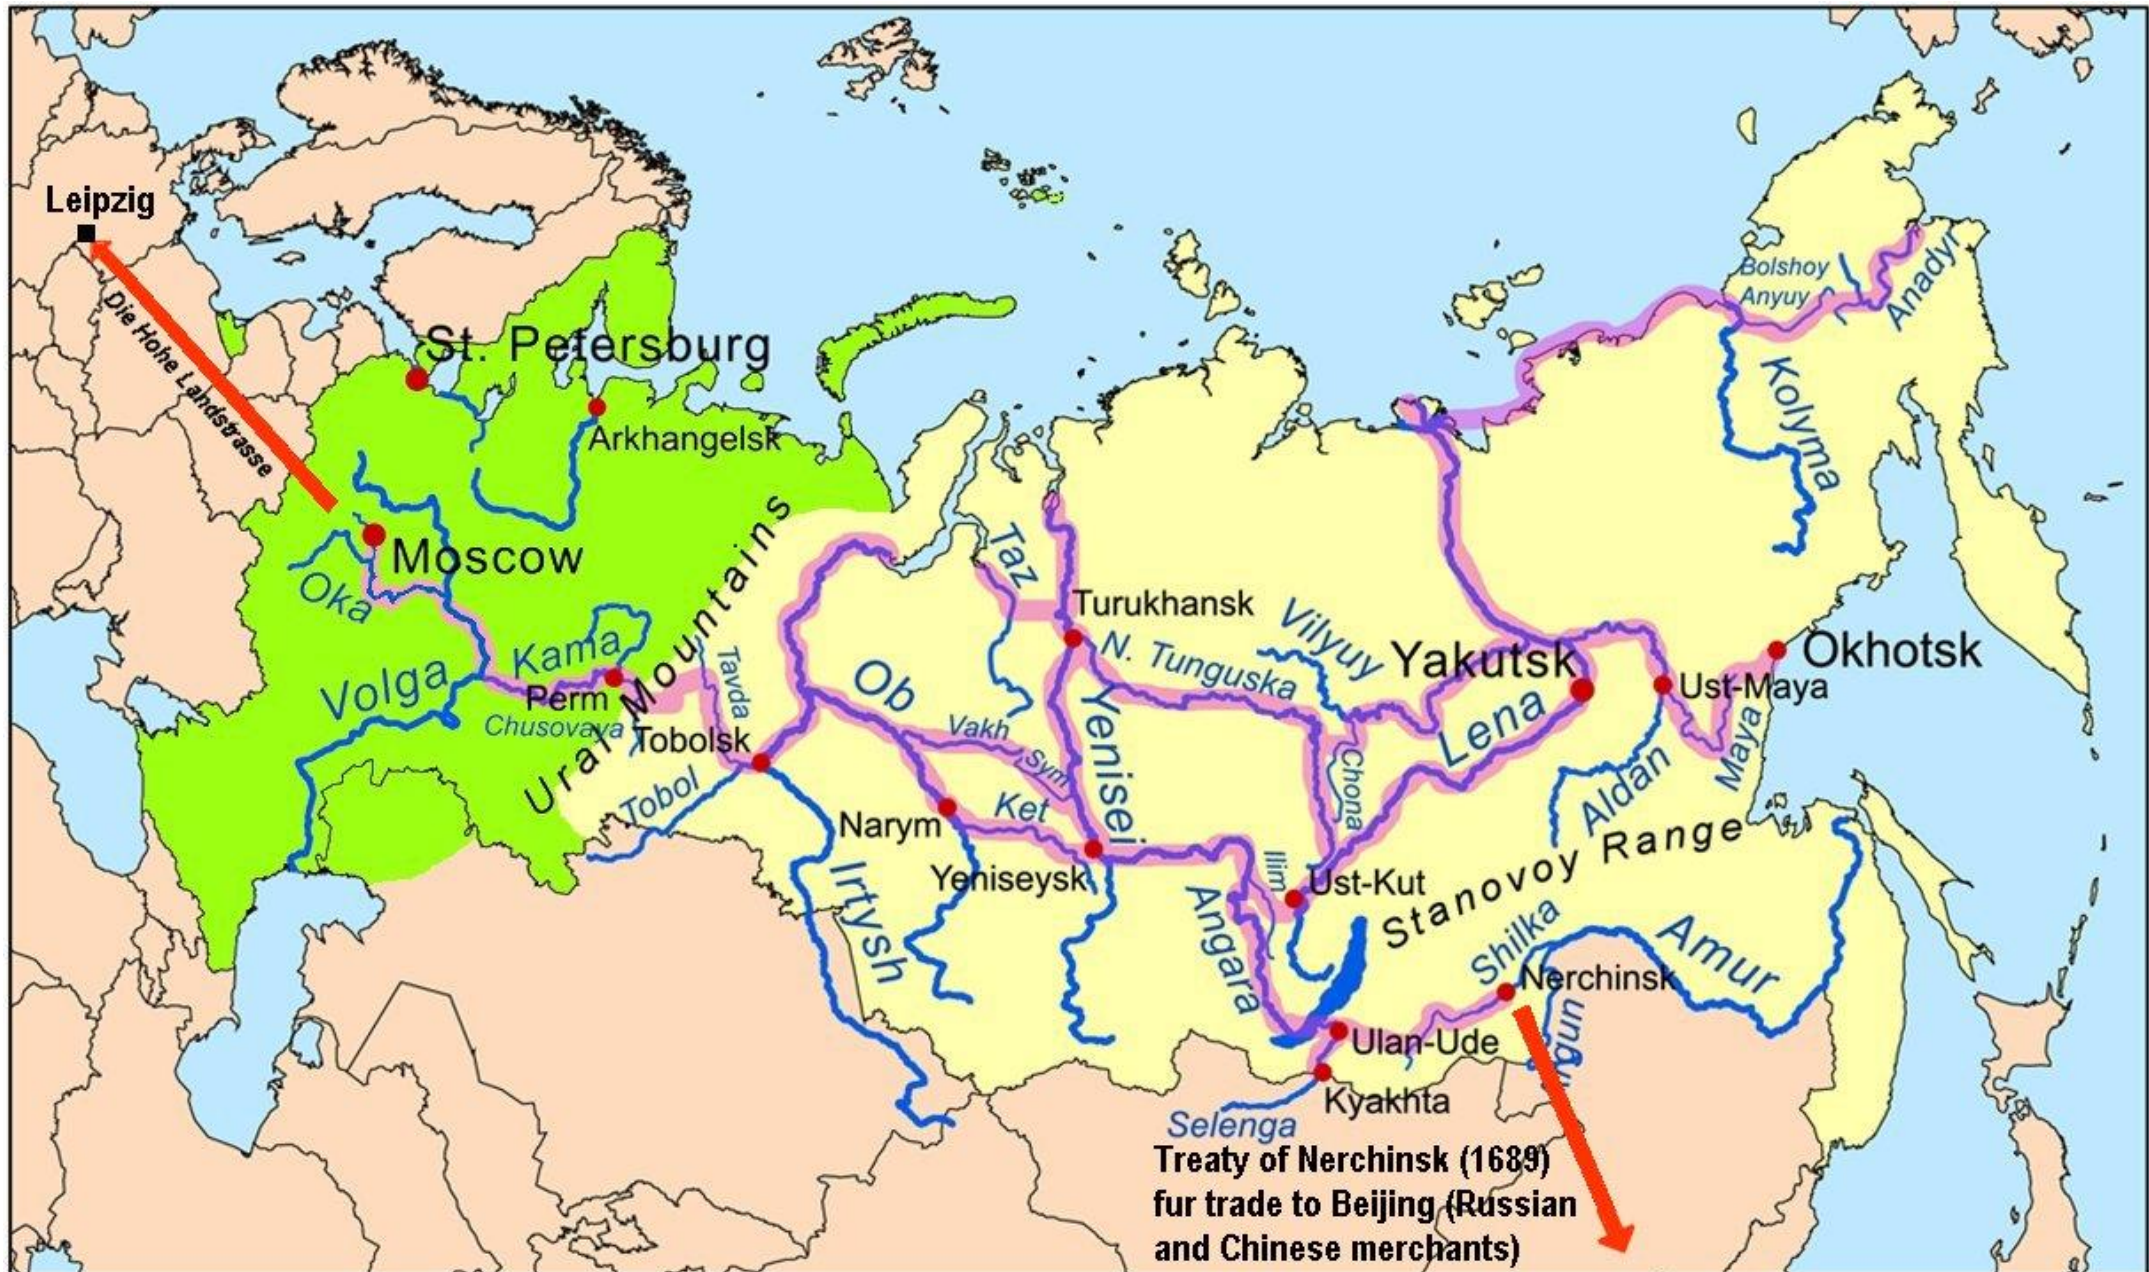 Leipzig
Die Hohe Landstrasse
St. Petersburg
Arkhangelsk
Moscow
Oka
Volga
Kama
Perm
Chusovaya
Ural Mountains
Tavda
Tobolsk
Tobol
Irtysh
Ob
Vakh
Sym
Narym
Ket
Yeniseysk
Yenisei
Taz
Turukhansk
N. Tunguska
Vilyuy
Chona
Yakutsk
Lena
Ust-Maya
Okhotsk
Maya
Aldan
Stanovoy Range
Bolshoy
Anyuy
Anadyr
Kolyma
Ilim
Ust-Kut
Angara
Shilka
Nerchinsk
Amur
Ulan-Ude
Kyakhta
Selenga
Treaty of Nerchinsk (1689)
fur trade to Beijing (Russian
and Chinese merchants)